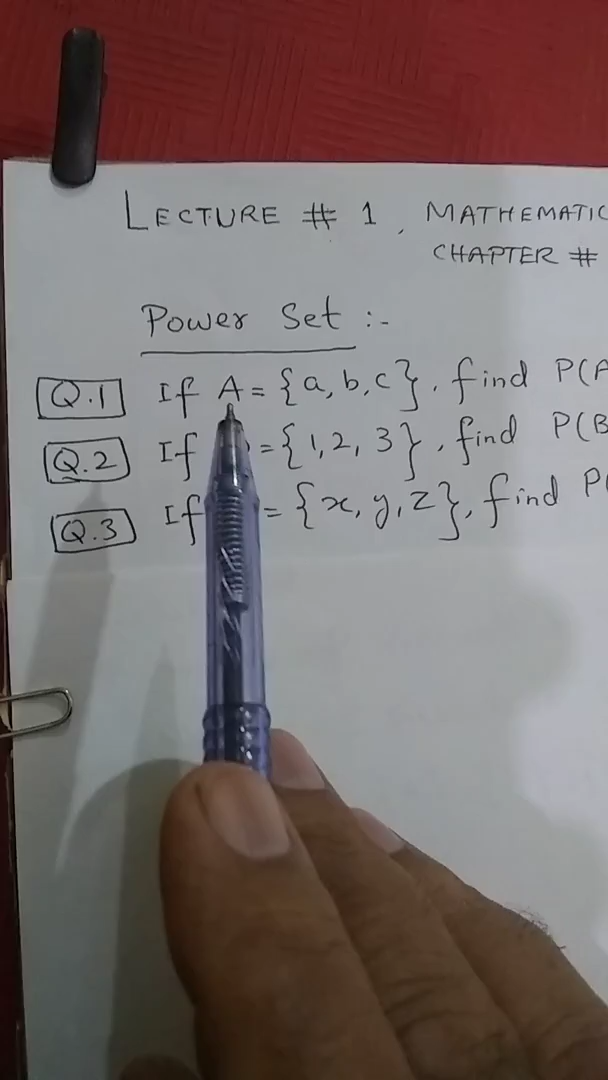 LECTURE # 1, MATHEMATIC
CHAPTER #
Power Set :-
Q.1 If A = {a, b, c}, find P(A
Q.2 If = {1, 2, 3}, find P(B
Q.3 If = {x, y, z}, find P(